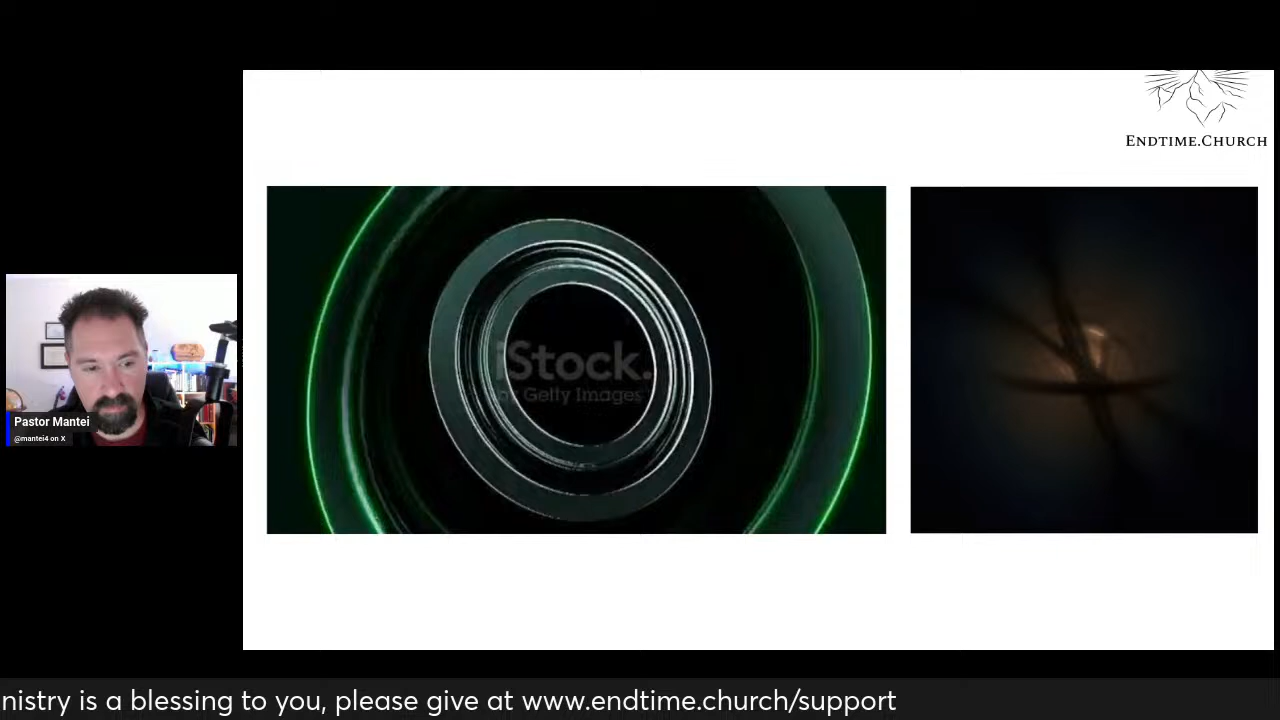 ENDTIME.CHURCH
iStock.
by Getty Images
Pastor Mantei
@mantei4 on X
nistry is a blessing to you, please give at www.endtime.church/support